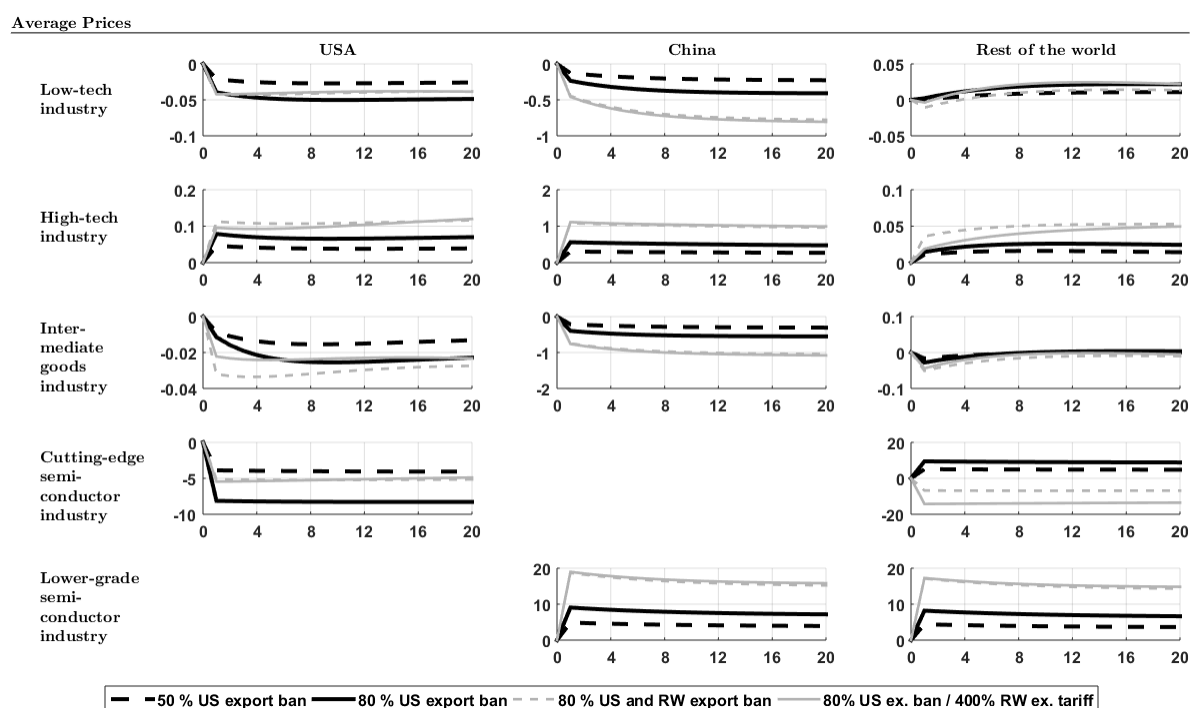 Average Prices
USA China Rest of the world
Low-tech
industry
0
-0.05
-0.1
0 4 8 12 16 20
0
-0.5
-1
0 4 8 12 16 20
0.05
0
-0.05
0 4 8 12 16 20
High-tech
industry
0.2
0.1
0
0 4 8 12 16 20
2
1
0
0 4 8 12 16 20
0.1
0.05
0
0 4 8 12 16 20
Inter-
mediate
goods
industry
0
-0.02
-0.04
0 4 8 12 16 20
0
-1
-2
0 4 8 12 16 20
0.1
0
-0.1
0 4 8 12 16 20
Cutting-edge
semi-
conductor
industry
0
-5
-10
0 4 8 12 16 20
20
0
-20
0 4 8 12 16 20
Lower-grade
semi-
conductor
industry
20
10
0
0 4 8 12 16 20
20
10
0
0 4 8 12 16 20
50 % US export ban 80 % US export ban 80 % US and RW export ban 80% US ex. ban / 400% RW ex. tariff